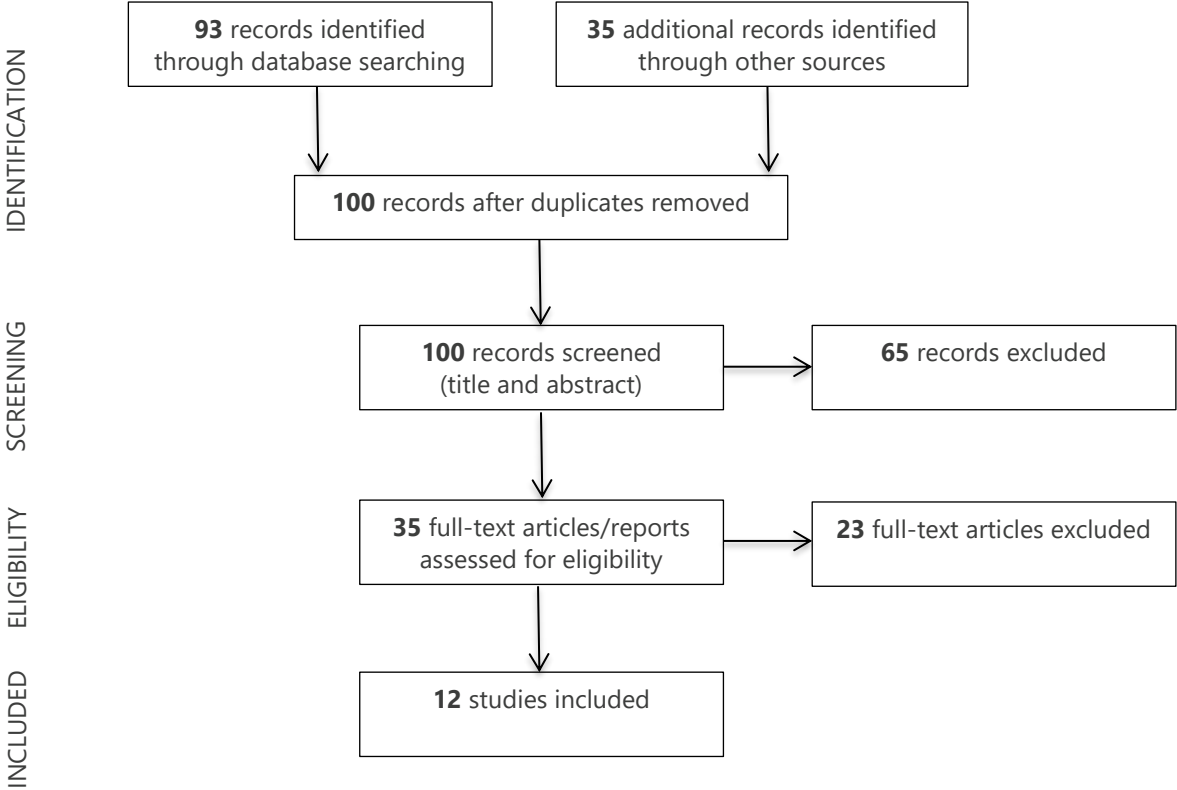 IDENTIFICATION
93 records identified
through database searching
35 additional records identified
through other sources
100 records after duplicates removed
SCREENING
100 records screened
(title and abstract)
65 records excluded
ELIGIBILITY
35 full-text articles/reports
assessed for eligibility
23 full-text articles excluded
INCLUDED
12 studies included